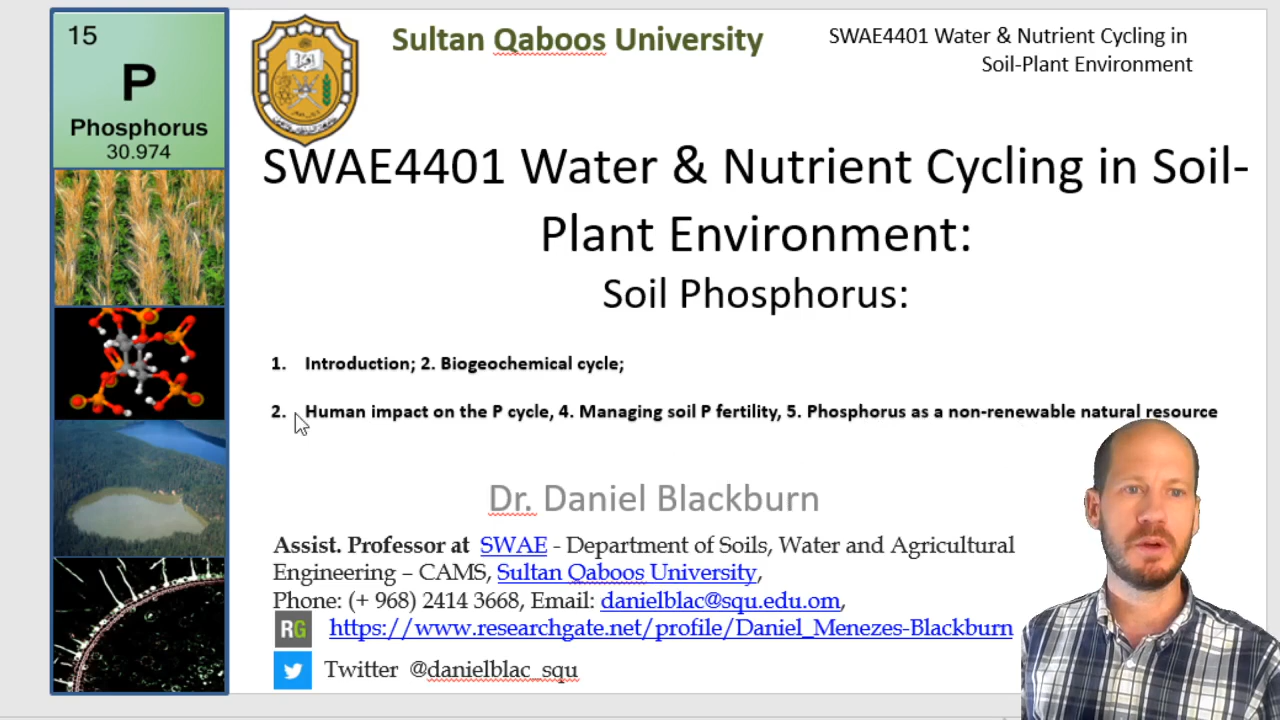 15
P
Phosphorus
30.974
Sultan Qaboos University
SWAE4401 Water & Nutrient Cycling in
Soil-Plant Environment
SWAE4401 Water & Nutrient Cycling in Soil-
Plant Environment:
Soil Phosphorus:
1. Introduction; 2. Biogeochemical cycle;
2. Human impact on the P cycle, 4. Managing soil P fertility, 5. Phosphorus as a non-renewable natural resource
Dr. Daniel Blackburn
Assist. Professor at SWAE - Department of Soils, Water and Agricultural
Engineering – CAMS, Sultan Qaboos University,
Phone: (+ 968) 2414 3668, Email: danielblac@squ.edu.om,
RG https://www.researchgate.net/profile/Daniel_Menezes-Blackburn
Twitter @danielblac_squ